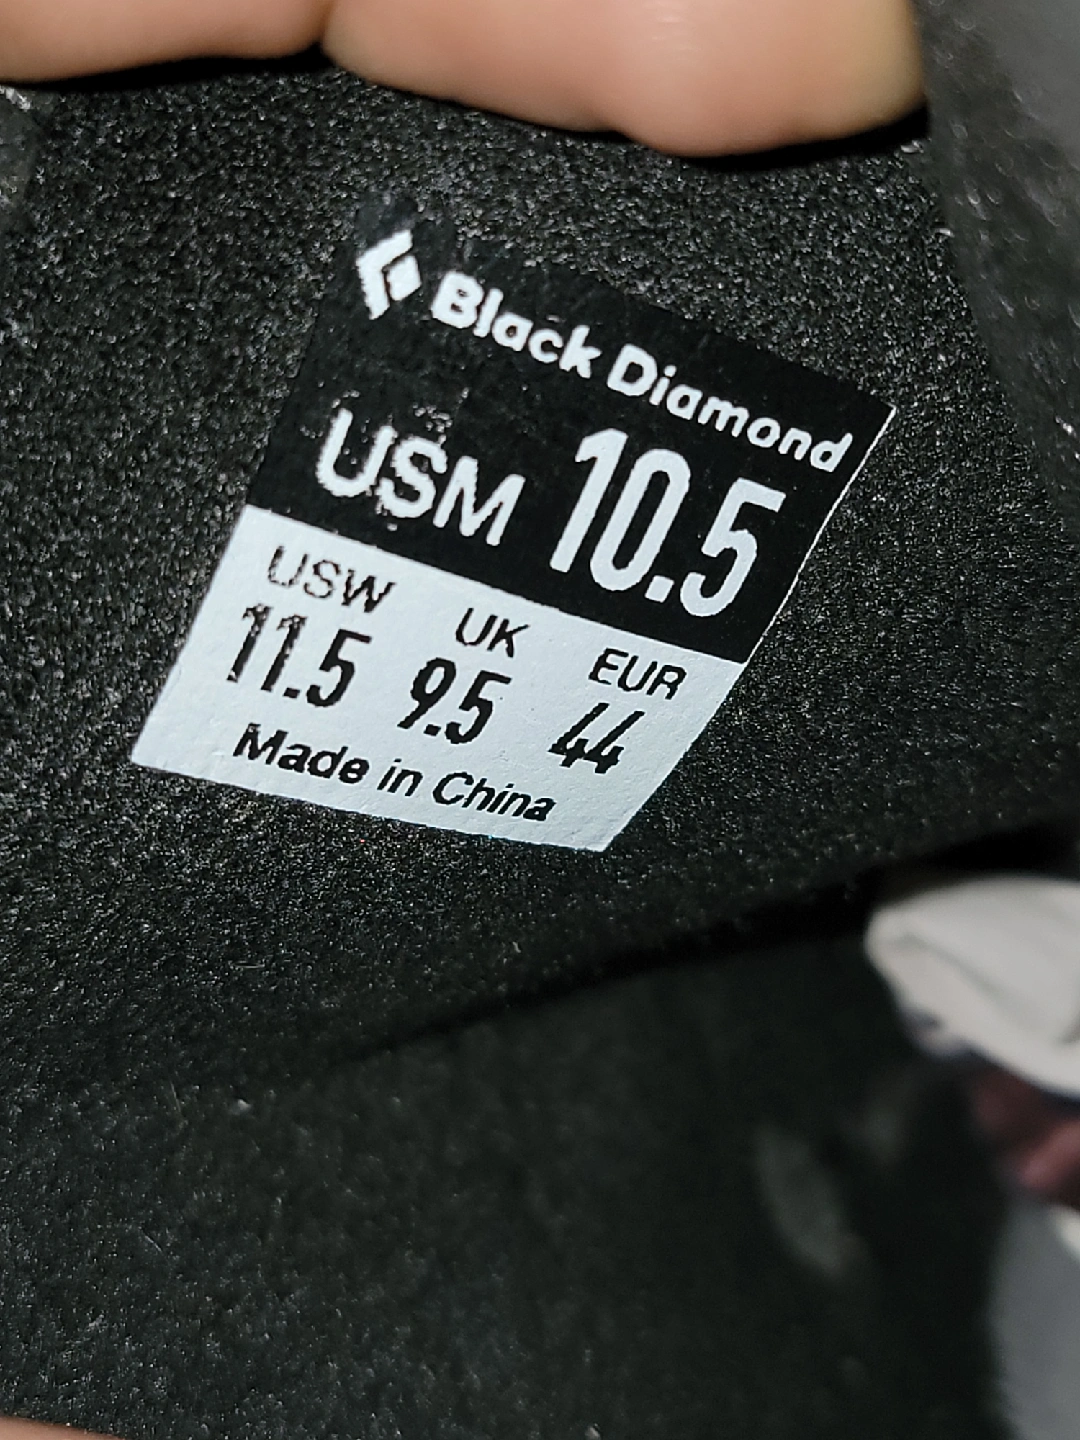 Black Diamond
USM 10.5
USW UK EUR
11.5 9.5 44
Made in China